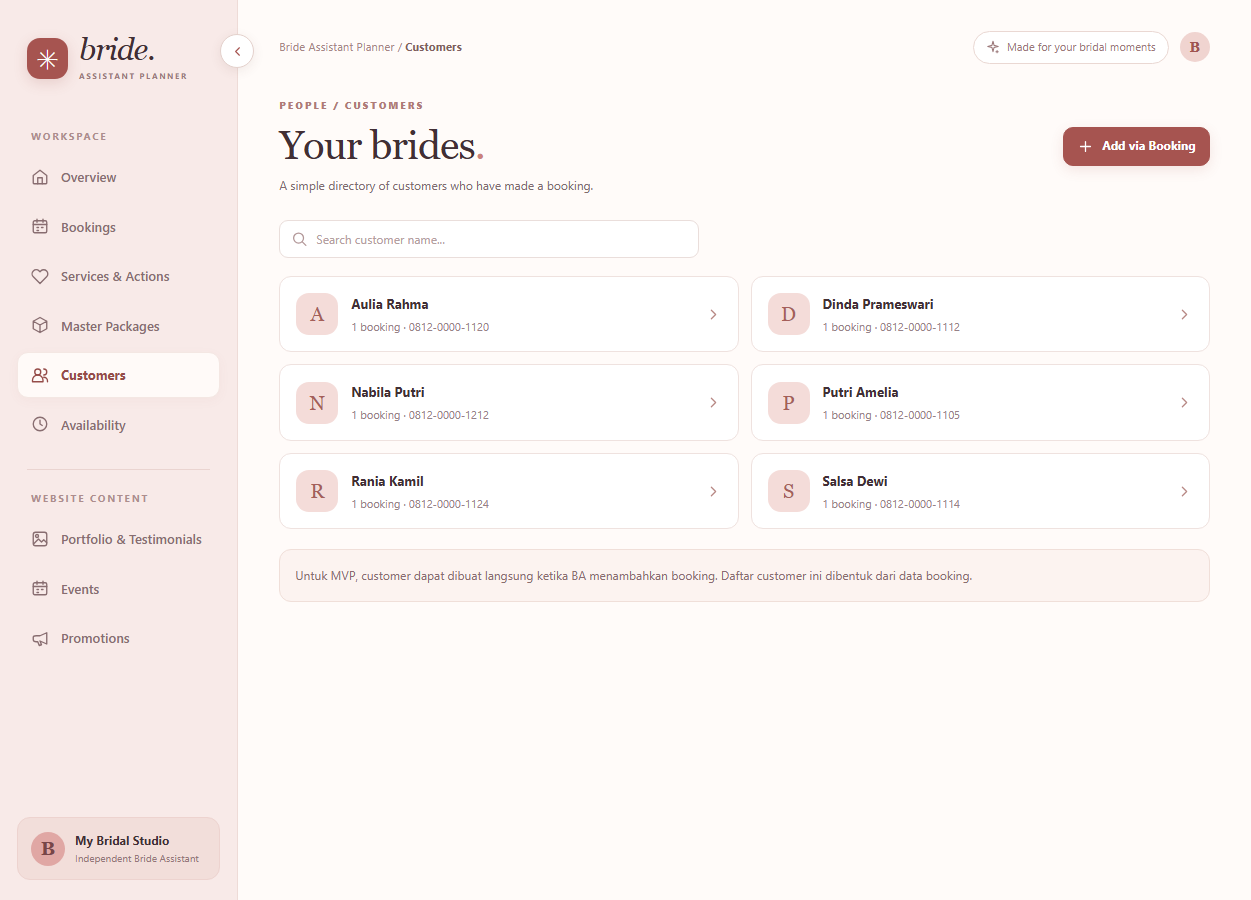 bride.
ASSISTANT PLANNER
WORKSPACE
Overview
Bookings
Services & Actions
Master Packages
Customers
Availability
WEBSITE CONTENT
Portfolio & Testimonials
Events
Promotions
B
My Bridal Studio
Independent Bride Assistant
Bride Assistant Planner / Customers
Made for your bridal moments
B
PEOPLE / CUSTOMERS
Your brides.
A simple directory of customers who have made a booking.
+ Add via Booking
Search customer name...
A
Aulia Rahma
1 booking · 0812-0000-1120
D
Dinda Prameswari
1 booking · 0812-0000-1112
N
Nabila Putri
1 booking · 0812-0000-1212
P
Putri Amelia
1 booking · 0812-0000-1105
R
Rania Kamil
1 booking · 0812-0000-1124
S
Salsa Dewi
1 booking · 0812-0000-1114
Untuk MVP, customer dapat dibuat langsung ketika BA menambahkan booking. Daftar customer ini dibentuk dari data booking.